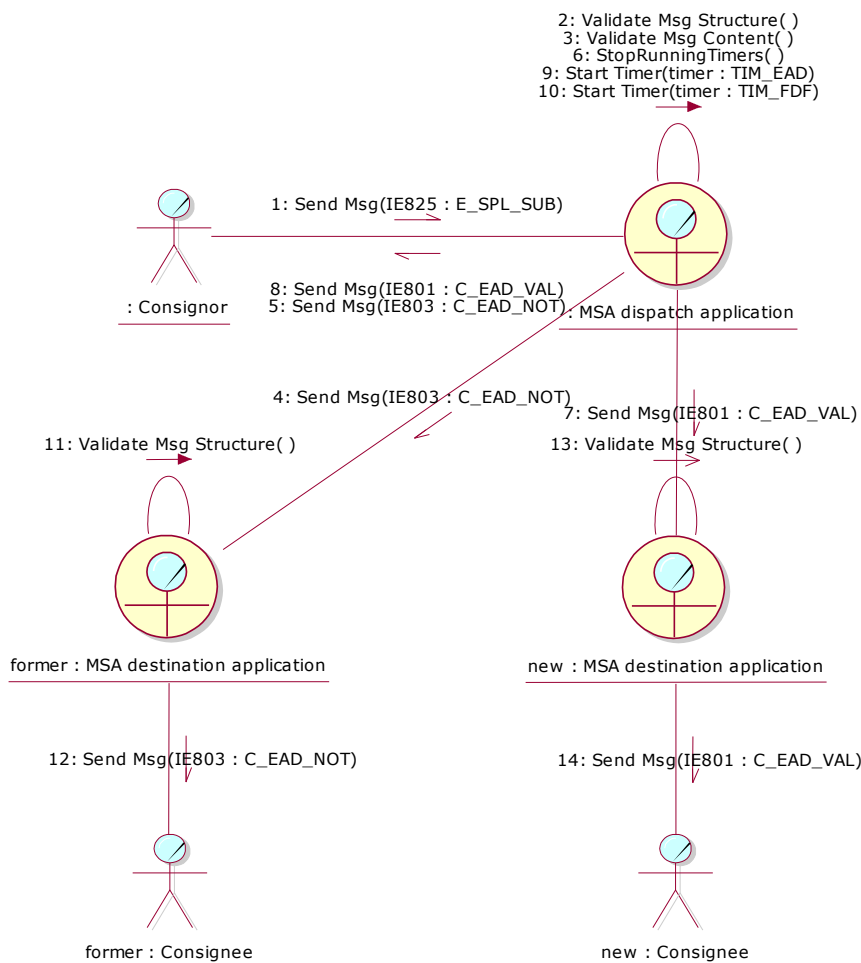 2: Validate Msg Structure( )
3: Validate Msg Content( )
6: StopRunningTimers( )
9: Start Timer(timer : TIM_EAD)
10: Start Timer(timer : TIM_FDF)
1: Send Msg(IE825 : E_SPL_SUB)
8: Send Msg(IE801 : C_EAD_VAL)
5: Send Msg(IE803 : C_EAD_NOT)
: Consignor
: MSA dispatch application
4: Send Msg(IE803 : C_EAD_NOT)
7: Send Msg(IE801 : C_EAD_VAL)
11: Validate Msg Structure( )
13: Validate Msg Structure( )
former : MSA destination application
new : MSA destination application
12: Send Msg(IE803 : C_EAD_NOT)
14: Send Msg(IE801 : C_EAD_VAL)
former : Consignee
new : Consignee